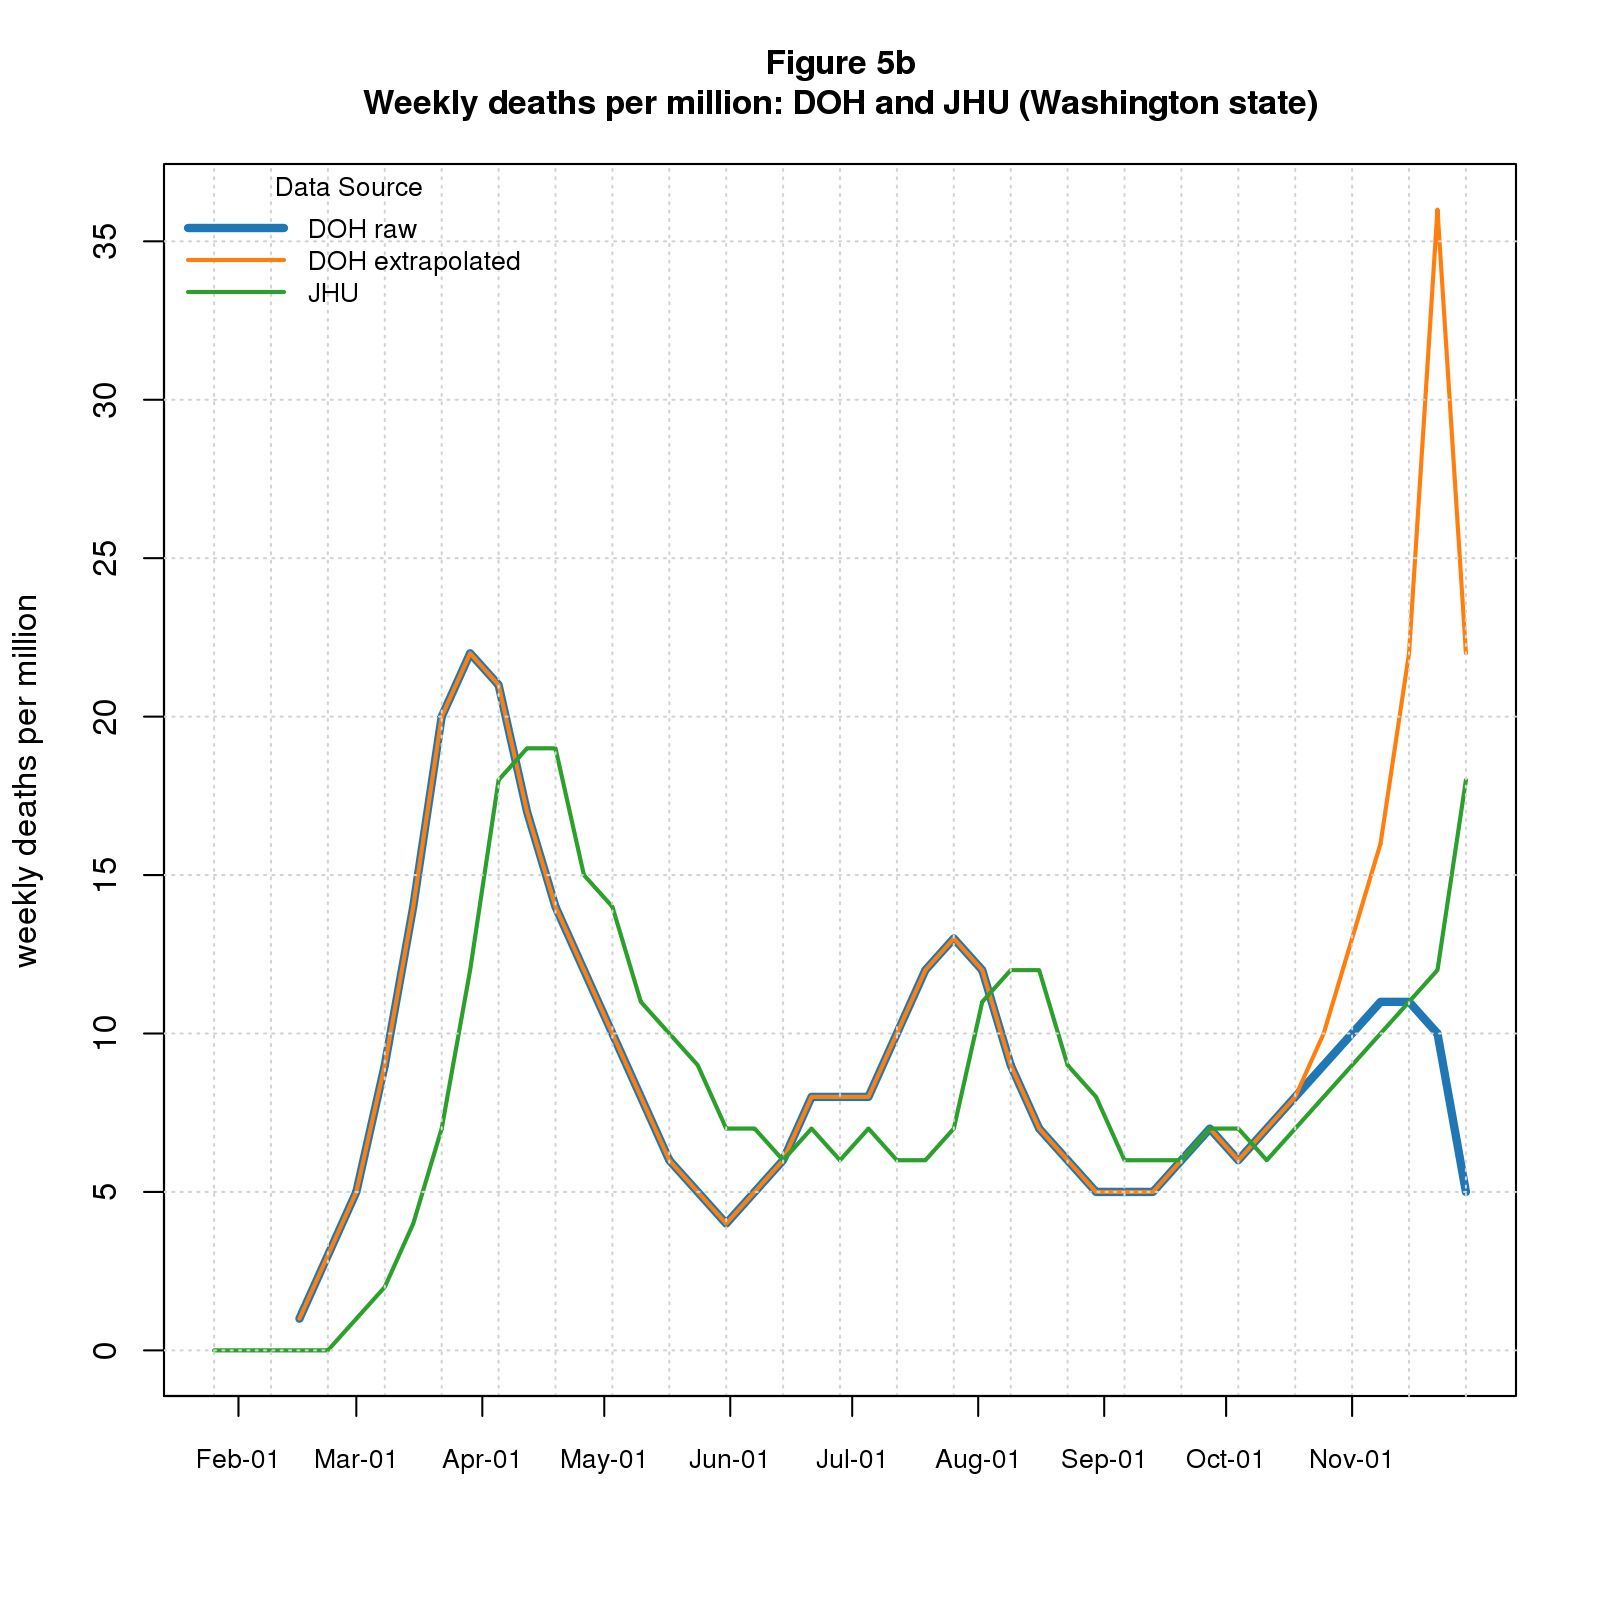 Figure 5b
Weekly deaths per million: DOH and JHU (Washington state)
Data Source
DOH raw
DOH extrapolated
JHU
weekly deaths per million
35
30
25
20
15
10
5
0
Feb-01 Mar-01 Apr-01 May-01 Jun-01 Jul-01 Aug-01 Sep-01 Oct-01 Nov-01